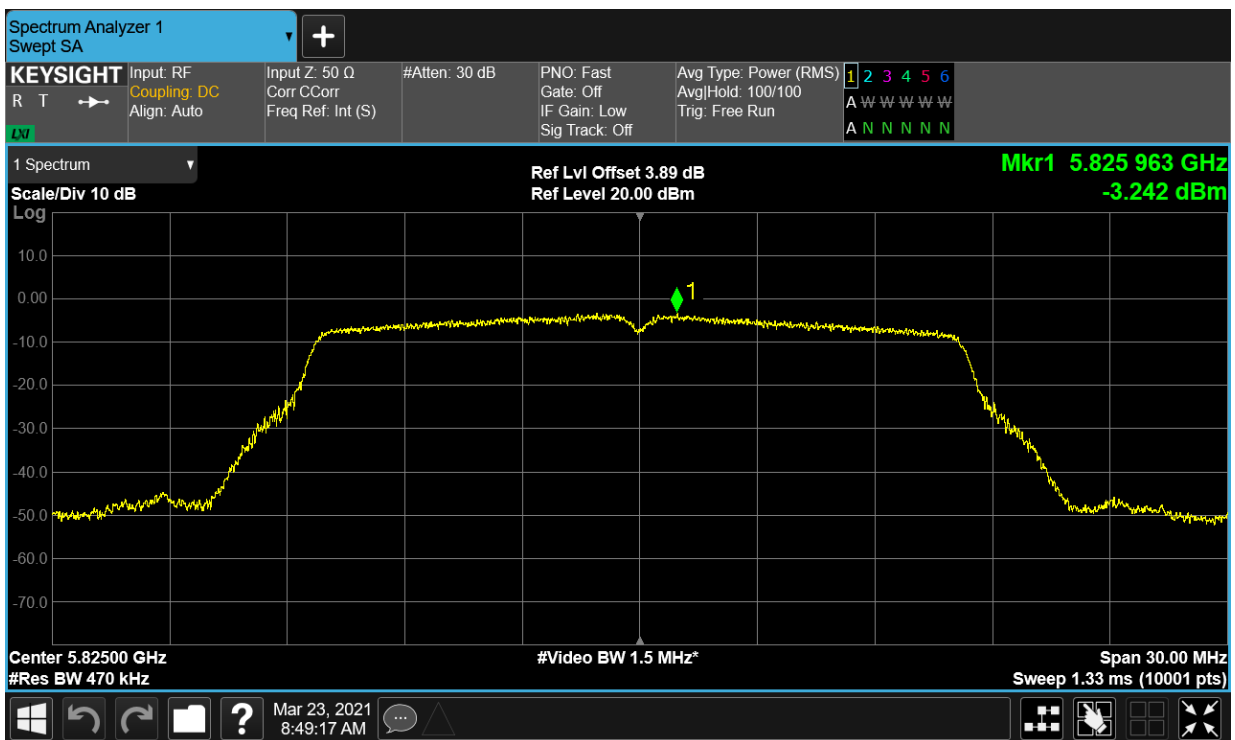 Spectrum Analyzer 1
Swept SA
+
KEYSIGHT
R T
LXI
Input: RF
Coupling: DC
Align: Auto
Input Z: 50 Ω
Corr CCorr
Freq Ref: Int (S)
#Atten: 30 dB
PNO: Fast
Gate: Off
IF Gain: Low
Sig Track: Off
Avg Type: Power (RMS)
Avg|Hold: 100/100
Trig: Free Run
1 2 3 4 5 6
A W W W W W
A N N N N N
1 Spectrum
Scale/Div 10 dB
Log
Ref Lvl Offset 3.89 dB
Ref Level 20.00 dBm
Mkr1 5.825 963 GHz
-3.242 dBm
10.0
0.00
-10.0
-20.0
-30.0
-40.0
-50.0
-60.0
-70.0
1
Center 5.82500 GHz
#Res BW 470 kHz
#Video BW 1.5 MHz*
Span 30.00 MHz
Sweep 1.33 ms (10001 pts)
?
Mar 23, 2021
8:49:17 AM